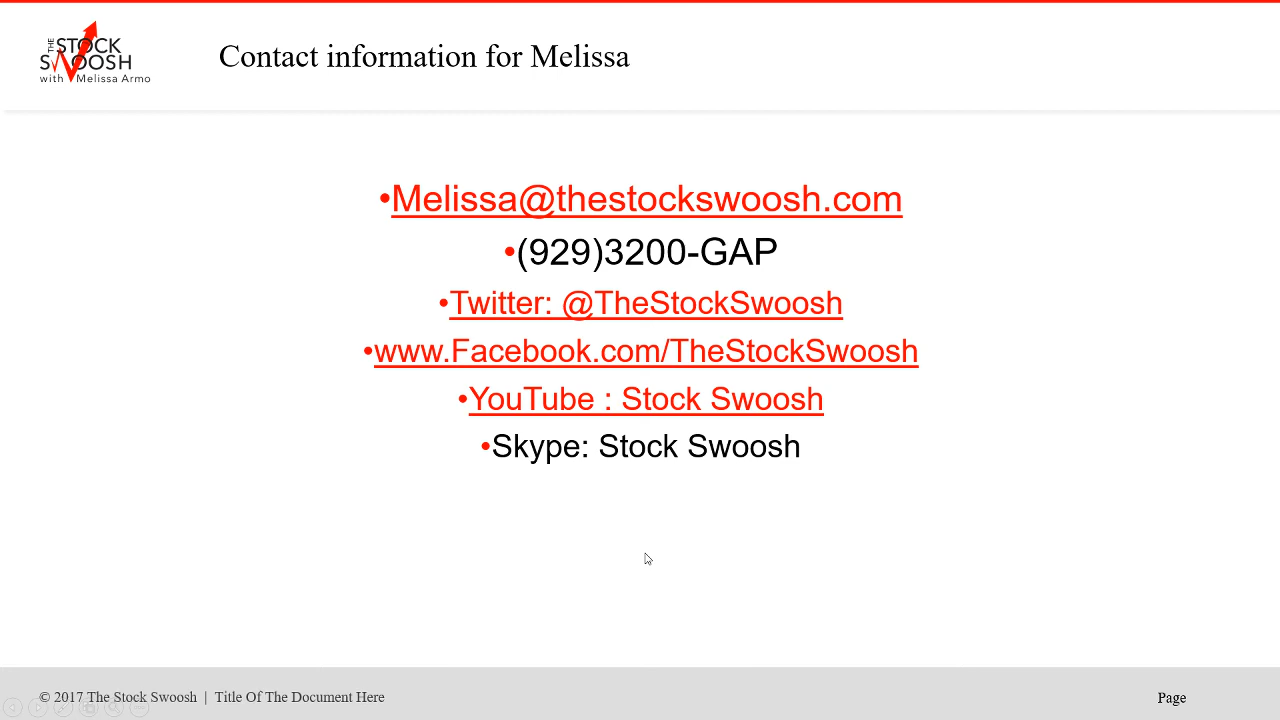 THE STOCK
SWOOSH
with Melissa Armo
Contact information for Melissa
•Melissa@thestockswoosh.com
•(929)3200-GAP
•Twitter: @TheStockSwoosh
•www.Facebook.com/TheStockSwoosh
•YouTube : Stock Swoosh
•Skype: Stock Swoosh
© 2017 The Stock Swoosh | Title Of The Document Here
Page